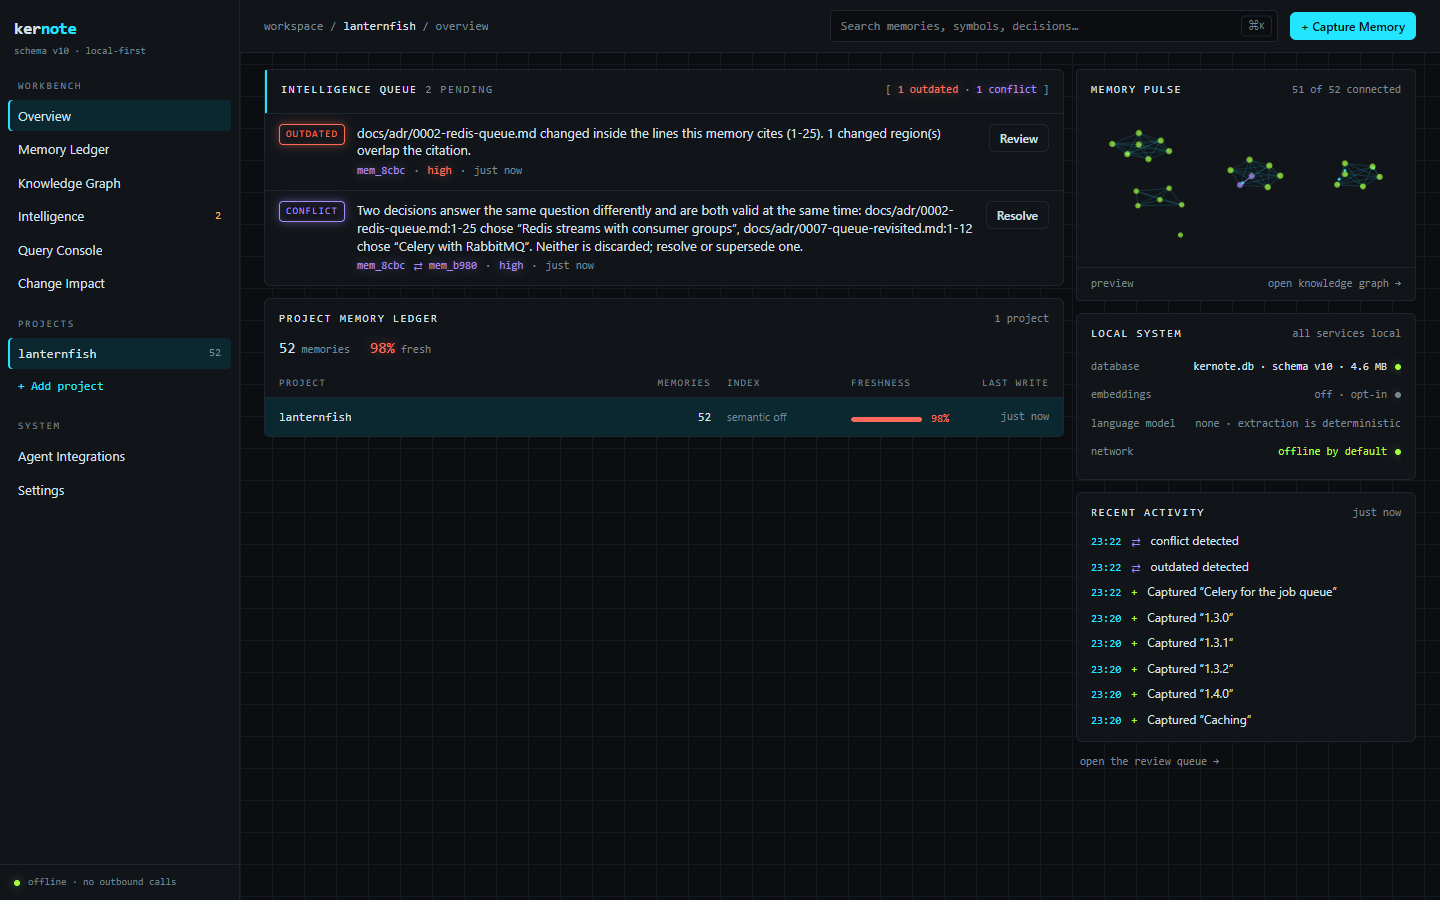 kernote
schema v10 · local-first
WORKBENCH
Overview
Memory Ledger
Knowledge Graph
Intelligence 2
Query Console
Change Impact
PROJECTS
lanternfish 52
+ Add project
SYSTEM
Agent Integrations
Settings
offline · no outbound calls
workspace / lanternfish / overview
Search memories, symbols, decisions… ⌘K
+ Capture Memory
INTELLIGENCE QUEUE 2 PENDING [ 1 outdated · 1 conflict ]
OUTDATED
docs/adr/0002-redis-queue.md changed inside the lines this memory cites (1-25). 1 changed region(s)
overlap the citation.
mem_8cbc · high · just now
Review
CONFLICT
Two decisions answer the same question differently and are both valid at the same time: docs/adr/0002-
redis-queue.md:1-25 chose “Redis streams with consumer groups”, docs/adr/0007-queue-revisited.md:1-12
chose “Celery with RabbitMQ”. Neither is discarded; resolve or supersede one.
mem_8cbc ⇄ mem_b980 · high · just now
Resolve
PROJECT MEMORY LEDGER 1 project
52 memories 98% fresh
PROJECT MEMORIES INDEX FRESHNESS LAST WRITE
lanternfish 52 semantic off 98% just now
MEMORY PULSE 51 of 52 connected
preview open knowledge graph →
LOCAL SYSTEM all services local
database kernote.db · schema v10 · 4.6 MB
embeddings off · opt-in
language model none · extraction is deterministic
network offline by default
RECENT ACTIVITY just now
23:22 ⇄ conflict detected
23:22 ⇄ outdated detected
23:22 + Captured “Celery for the job queue”
23:20 + Captured “1.3.0”
23:20 + Captured “1.3.1”
23:20 + Captured “1.3.2”
23:20 + Captured “1.4.0”
23:20 + Captured “Caching”
open the review queue →